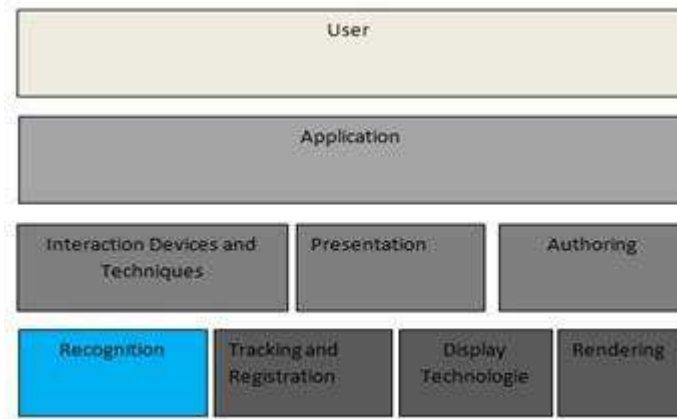 User
Application
Interaction Devices and
Techniques
Presentation
Authoring
Recognition
Tracking and
Registration
Display
Technologie
Rendering